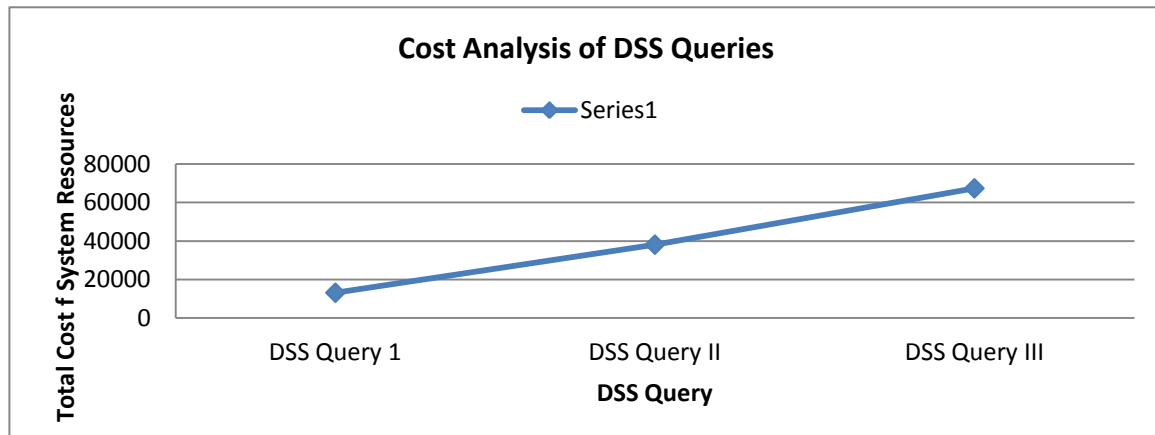 Cost Analysis of DSS Queries
Series1
Total Cost f System Resources
80000
60000
40000
20000
0
DSS Query 1
DSS Query II
DSS Query III
DSS Query